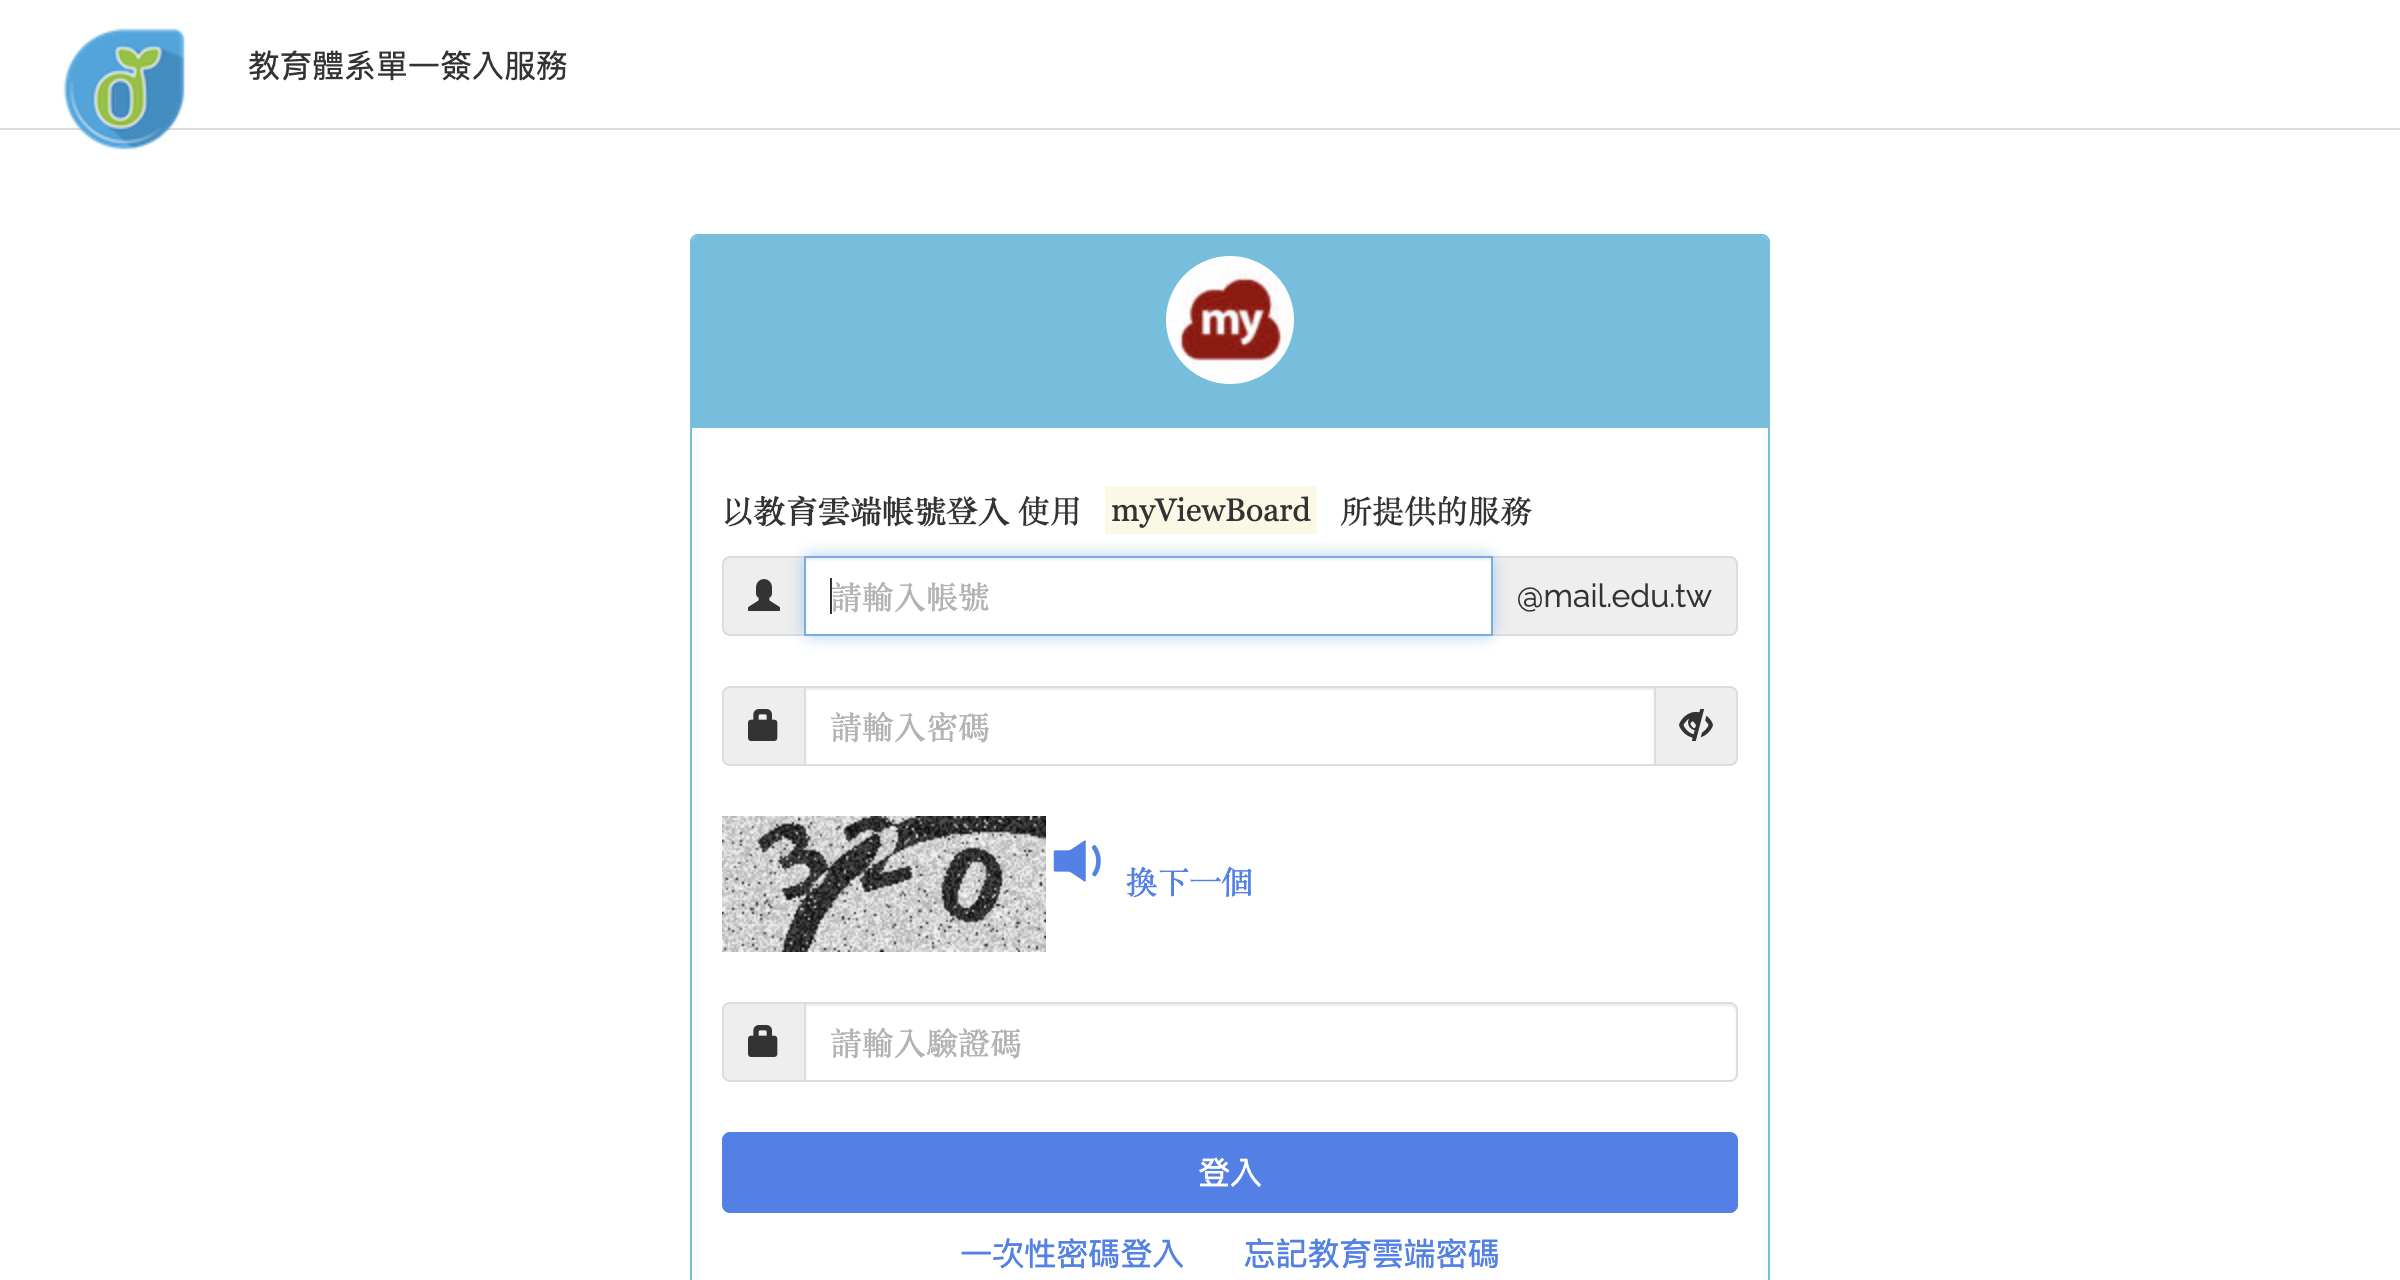 教育體系單一簽入服務
my
以教育雲端帳號登入 使用 myViewBoard 所提供的服務
請輸入帳號 @mail.edu.tw
請輸入密碼
換下一個
請輸入驗證碼
登入
一次性密碼登入 忘記教育雲端密碼